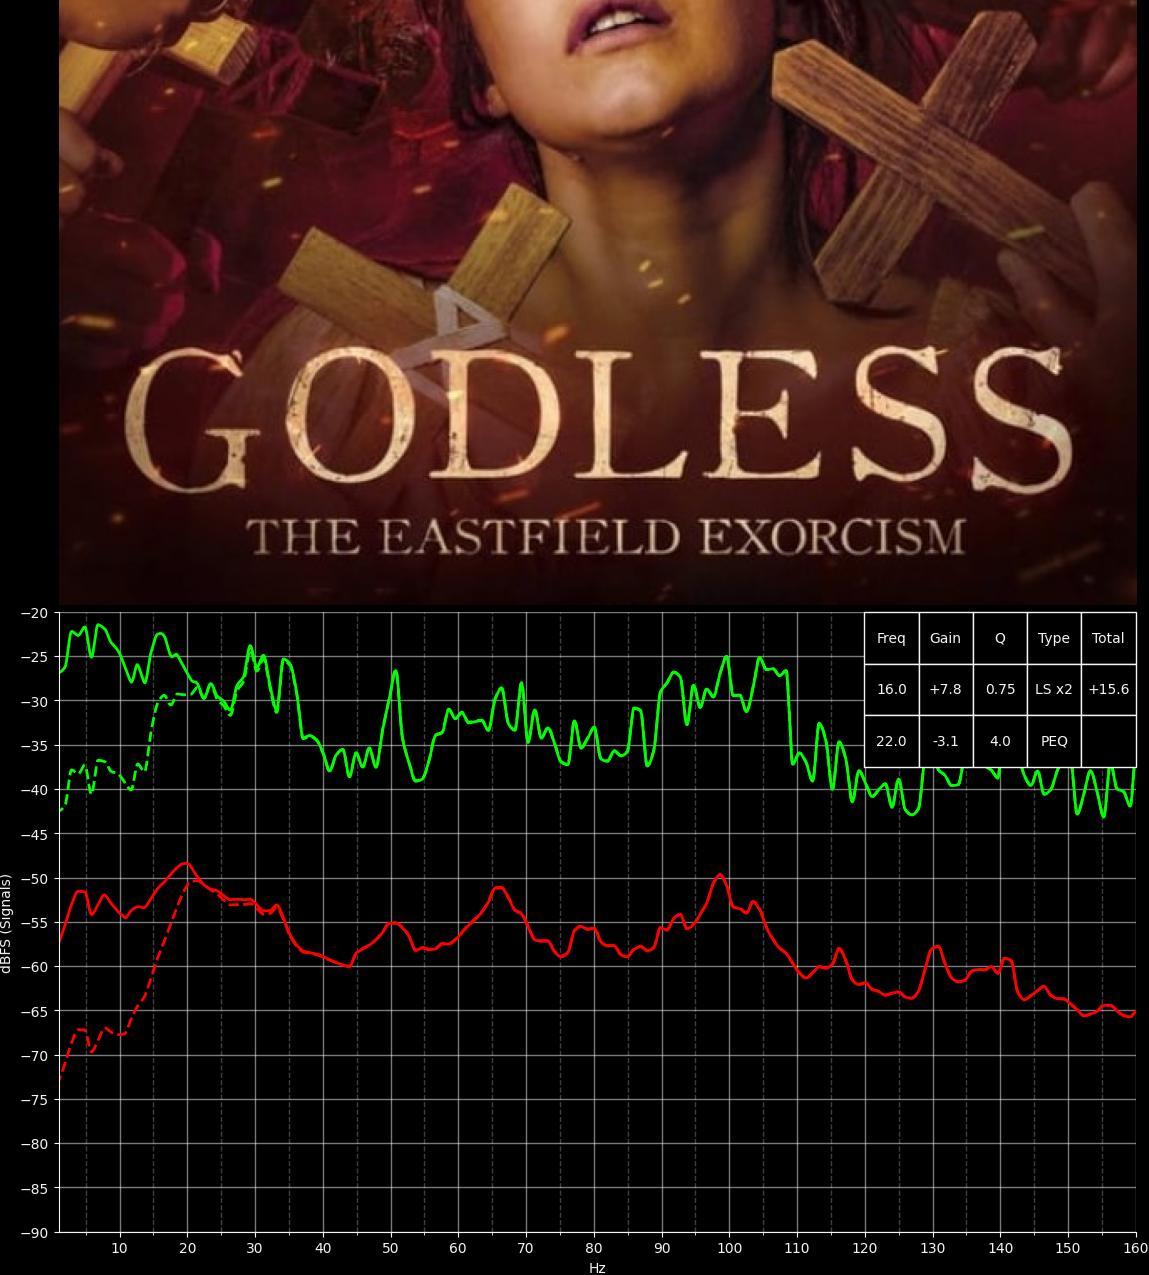 GODLESS
THE EASTFIELD EXORCISM
Freq Gain Q Type Total
16.0 +7.8 0.75 LS x2 +15.6
22.0 -3.1 4.0 PEQ
−20
−25
−30
−35
−40
−45
−50
−55
−60
−65
−70
−75
−80
−85
−90
dBFS (Signals)
10 20 30 40 50 60 70 80 90 100 110 120 130 140 150 160
Hz